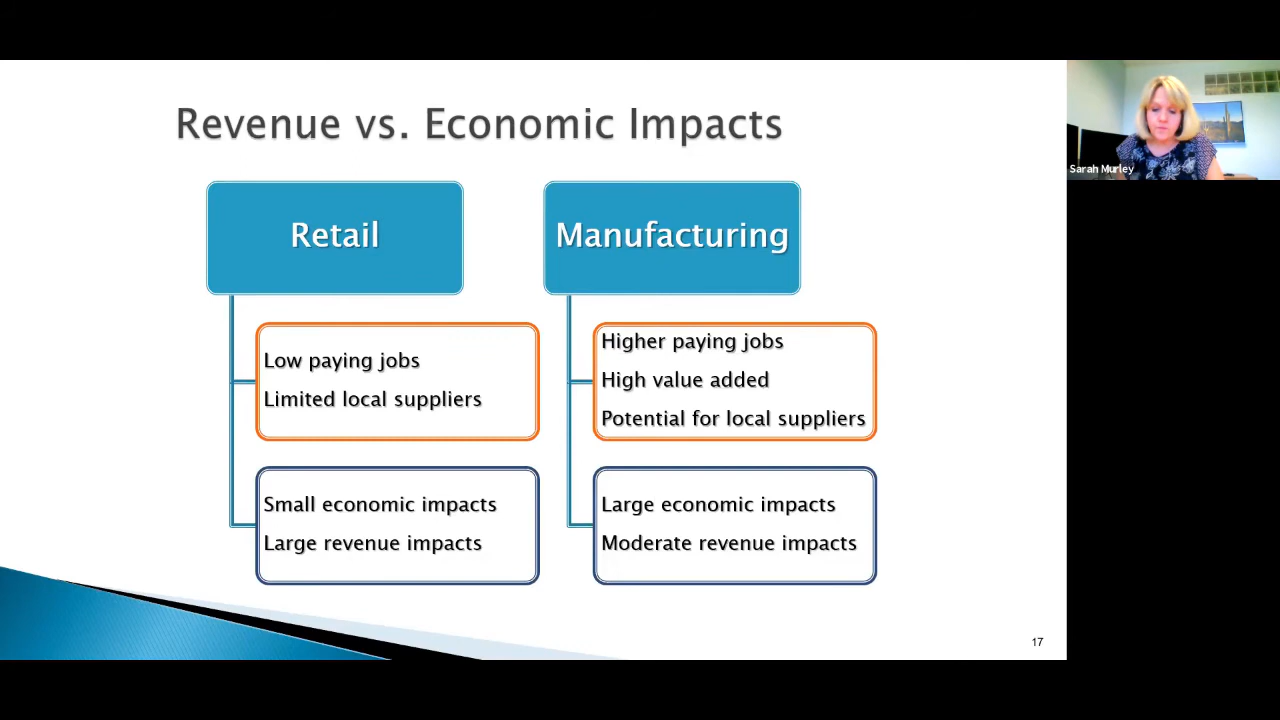 Revenue vs. Economic Impacts
Sarah Murley
Retail
Low paying jobs
Limited local suppliers
Small economic impacts
Large revenue impacts
Manufacturing
Higher paying jobs
High value added
Potential for local suppliers
Large economic impacts
Moderate revenue impacts
17